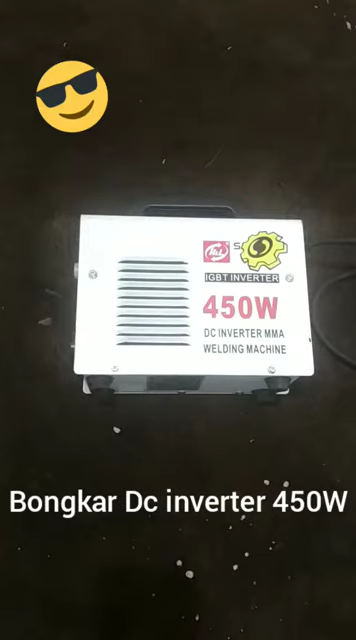 IGBT INVERTER
450W
DC INVERTER MMA
WELDING MACHINE
Bongkar Dc inverter 450W